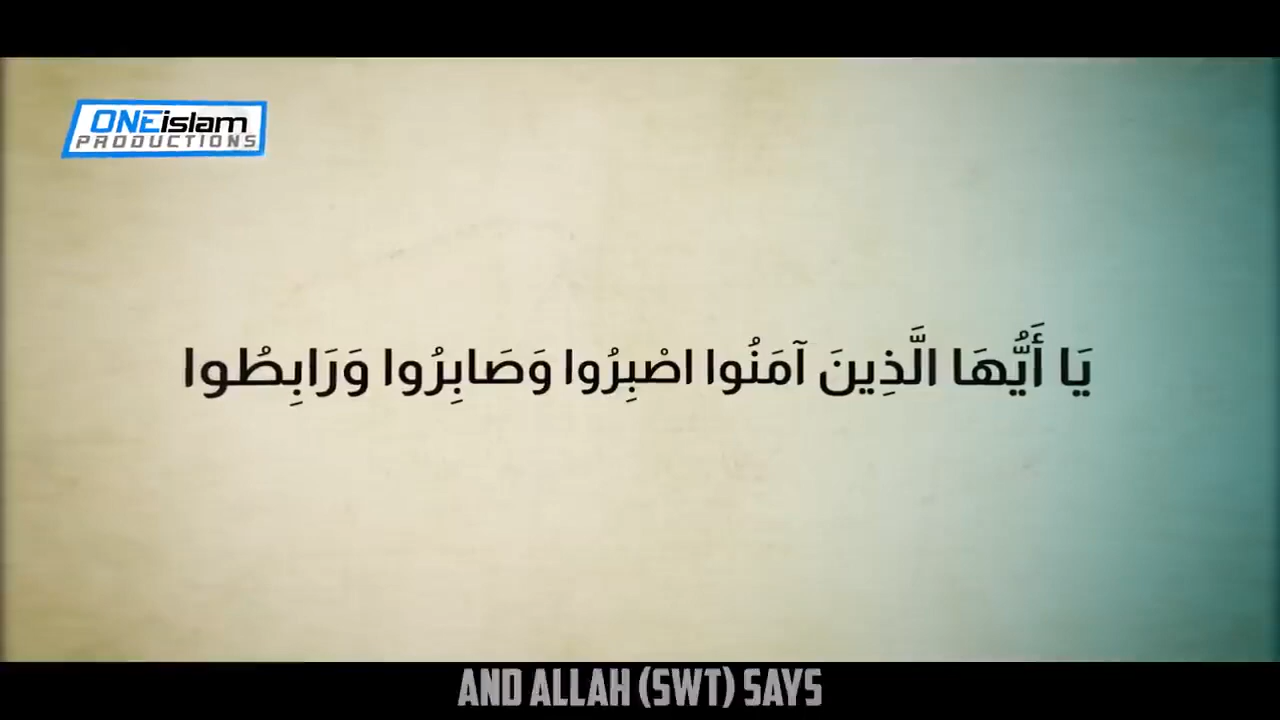 ONEislam
PRODUCTIONS
يَا أَيُّهَا الَّذِينَ آمَنُوا اصْبِرُوا وَصَابِرُوا وَرَابِطُوا
AND ALLAH (SWT) SAYS